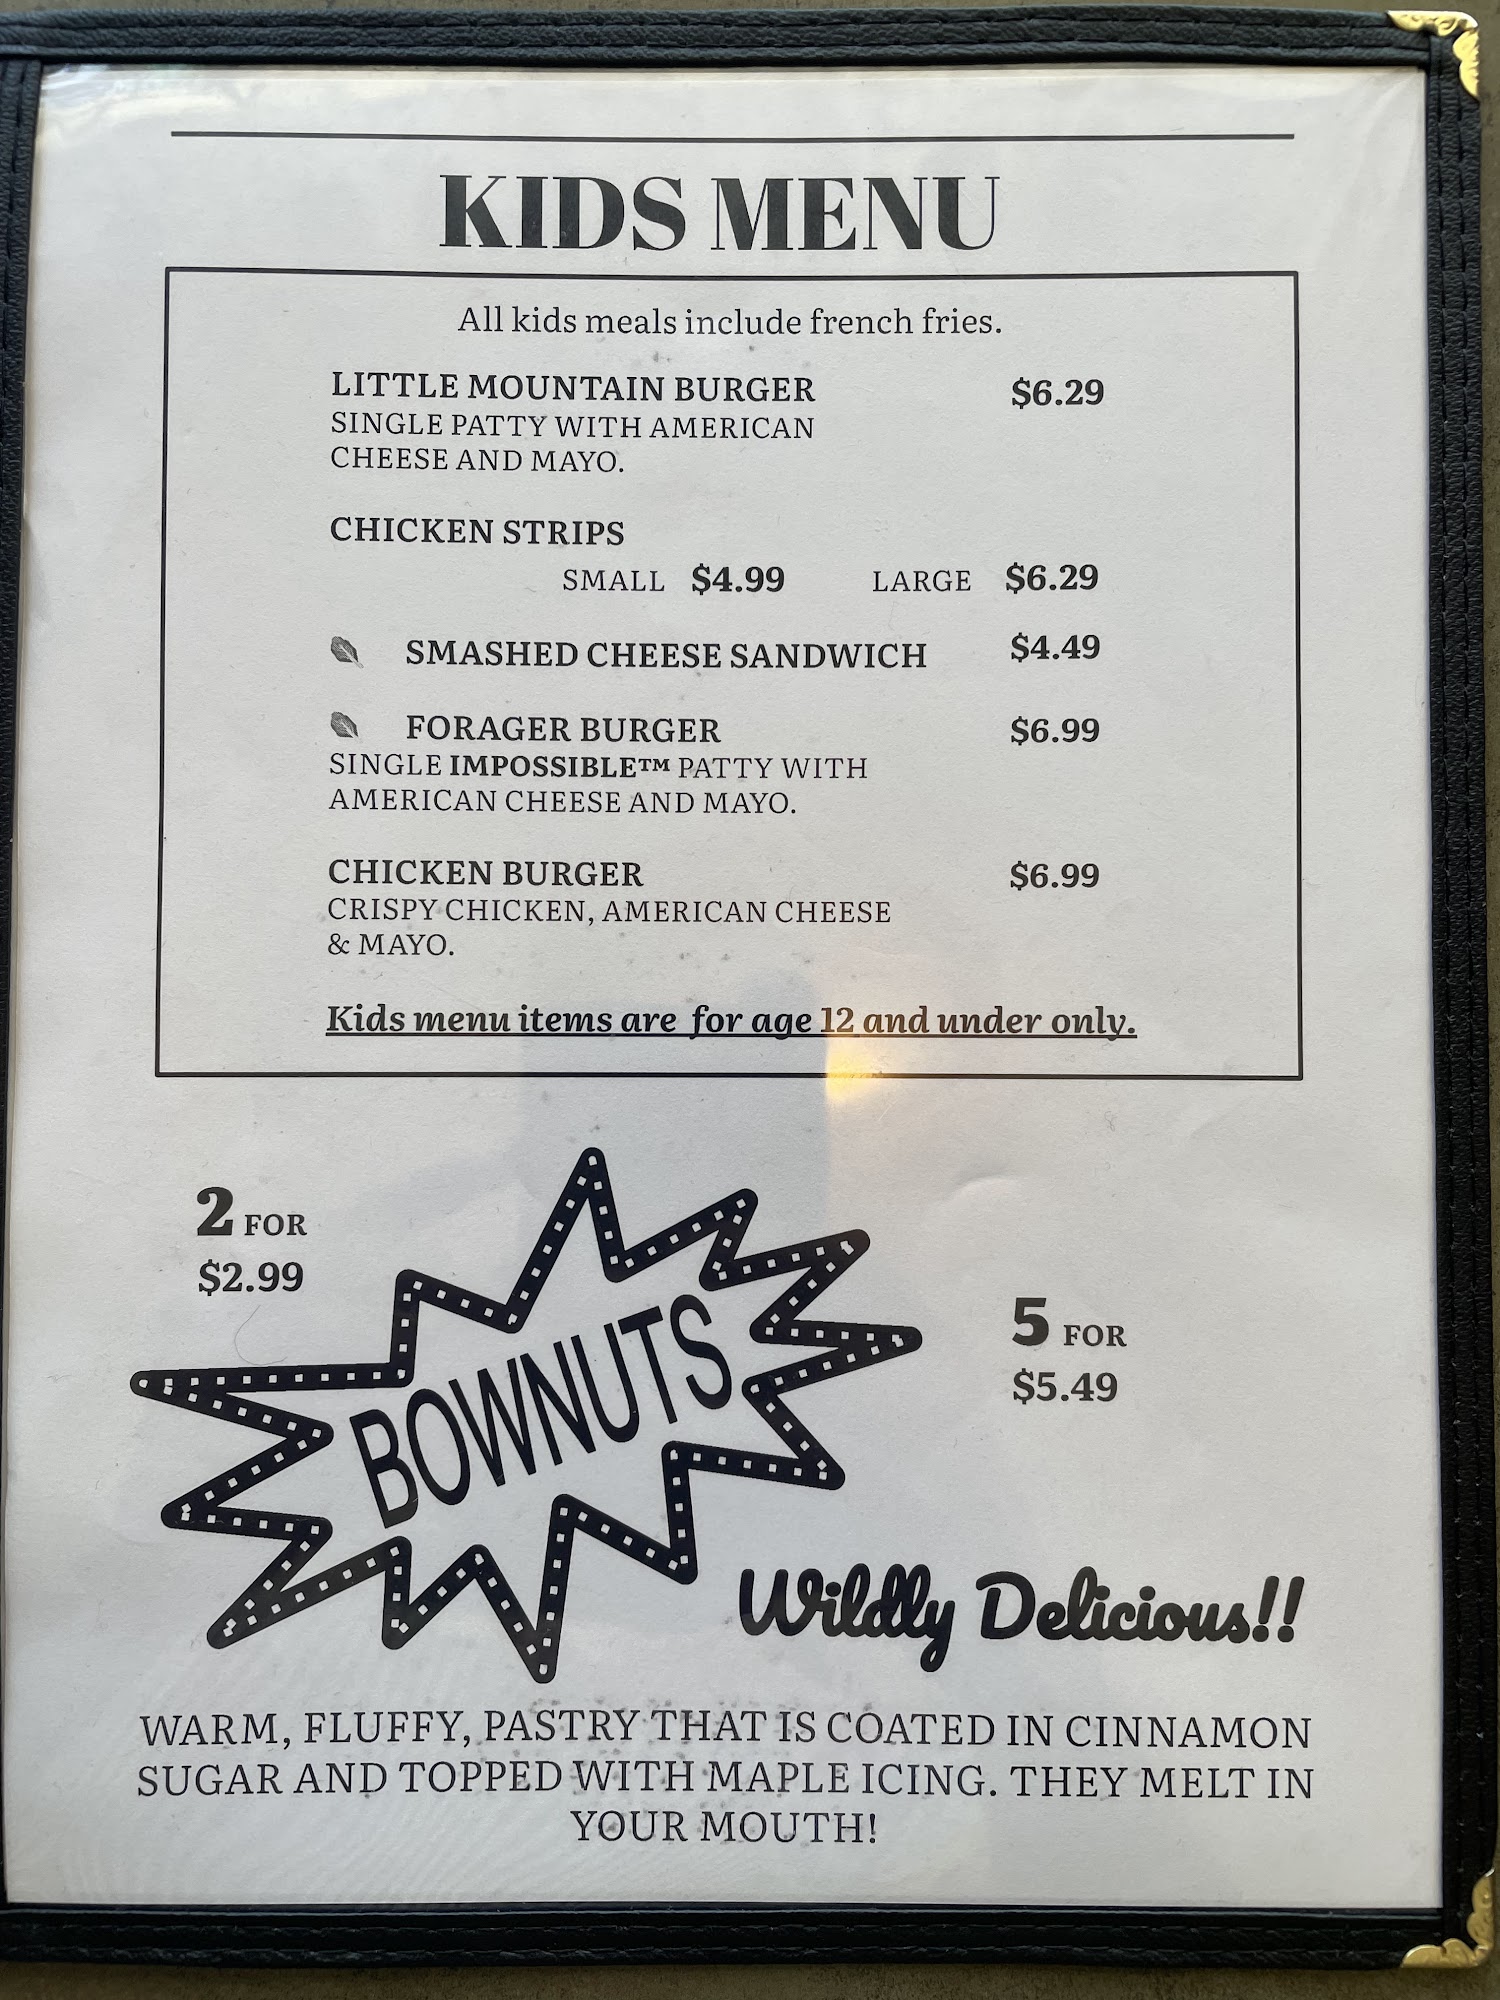 KIDS MENU
All kids meals include french fries.
LITTLE MOUNTAIN BURGER $6.29
SINGLE PATTY WITH AMERICAN
CHEESE AND MAYO.
CHICKEN STRIPS
SMALL $4.99 LARGE $6.29
SMASHED CHEESE SANDWICH $4.49
FORAGER BURGER $6.99
SINGLE IMPOSSIBLE™ PATTY WITH
AMERICAN CHEESE AND MAYO.
CHICKEN BURGER $6.99
CRISPY CHICKEN, AMERICAN CHEESE
& MAYO.
Kids menu items are for age 12 and under only.
2 FOR
$2.99
BOWNUTS
5 FOR
$5.49
Wildly Delicious!!
WARM, FLUFFY, PASTRY THAT IS COATED IN CINNAMON
SUGAR AND TOPPED WITH MAPLE ICING. THEY MELT IN
YOUR MOUTH!